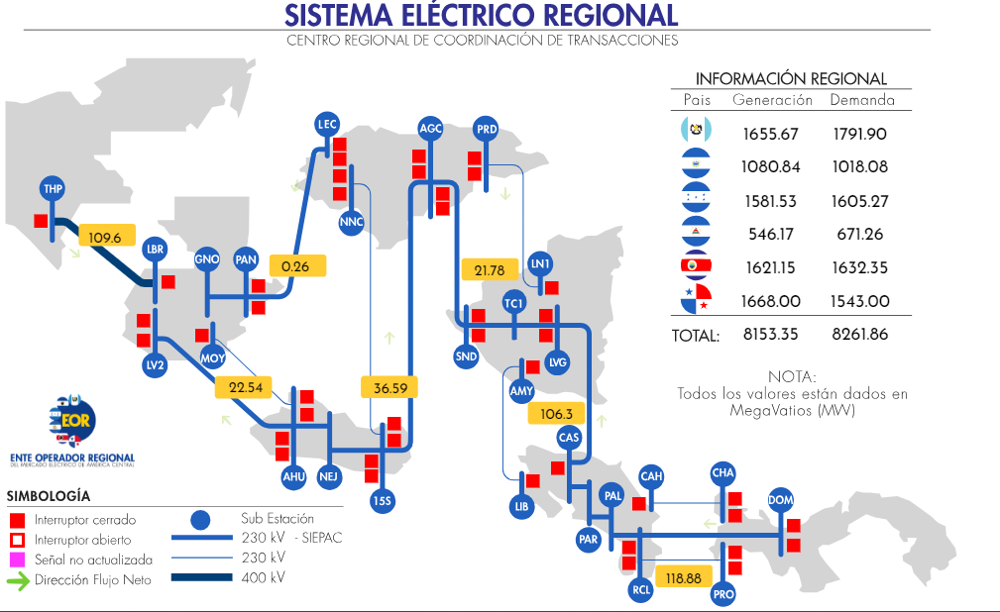 SISTEMA ELÉCTRICO REGIONAL
CENTRO REGIONAL DE COORDINACIÓN DE TRANSACCIONES
INFORMACIÓN REGIONAL
Pais Generación Demanda
1655.67 1791.90
1080.84 1018.08
1581.53 1605.27
546.17 671.26
1621.15 1632.35
1668.00 1543.00
TOTAL: 8153.35 8261.86
NOTA:
Todos los valores están dados en
MegaVatios (MW)
LEC
AGC
PRD
THP
NNC
109.6
LBR
GNO
PAN
0.26
21.78
LN1
TC1
MOY
LV2
SND
LVG
22.54
36.59
AMY
106.3
CAS
AHU
NEJ
15S
LIB
CAH
CHA
PAL
DOM
PAR
118.88
RCL
PRO
EOR
ENTE OPERADOR REGIONAL
DEL MERCADO ELÉCTRICO DE AMÉRICA CENTRAL
SIMBOLOGÍA
Interruptor cerrado
Interruptor abierto
Señal no actualizada
Dirección Flujo Neto
Sub Estación
230 kV - SIEPAC
230 kV
400 kV